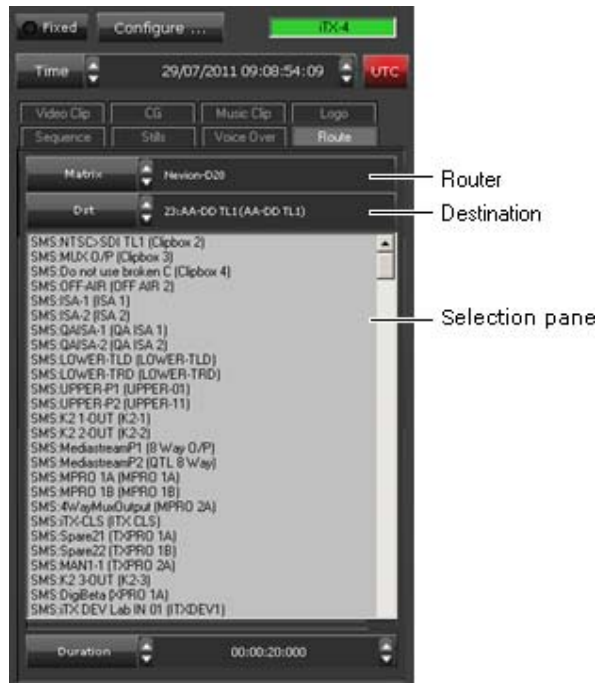 Fixed Configure ... iTX-4
Time 29/07/2011 09:08:54:09 UTC
Video Clip CG Music Clip Logo
Sequence Stills Voice Over Route
Matrix Nevion-D28 Router
Dst 23:AA-DD TL1 (AA-DD TL1) Destination
SMS:NTSC>SDI TL1 (Clipbox 2)
SMS:MUX O/P (Clipbox 3)
SMS:Do not use broken C (Clipbox 4)
SMS:OFF-AIR (OFF AIR 2)
SMS:ISA-1 (ISA 1)
SMS:ISA-2 (ISA 2)
Selection pane
SMS:QAISA-1 (QA ISA 1)
SMS:QAISA-2 (QA ISA 2)
SMS:LOWER-TLD (LOWER-TLD)
SMS:LOWER-TRD (LOWER-TRD)
SMS:UPPER-P1 (UPPER-01)
SMS:UPPER-P2 (UPPER-11)
SMS:K2 1-OUT (K2-1)
SMS:K2 2-OUT (K2-2)
SMS:MediastreamP1 (8 Way O/P)
SMS:MediastreamP2 (QTL 8 Way)
SMS:MPRO 1A (MPRO 1A)
SMS:MPRO 1B (MPRO 1B)
SMS:4WayMuxOutput (MPRO 2A)
SMS:iTX-CLS (ITX CLS)
SMS:Spare21 (TXPRO 1A)
SMS:Spare22 (TXPRO 1B)
SMS:MAN1-1 (TXPRO 2A)
SMS:K2 3-OUT (K2-3)
SMS:DigiBeta (XPRO 1A)
SMS:iTX DEV Lab IN 01 (ITXDEV1)
Duration 00:00:20:000